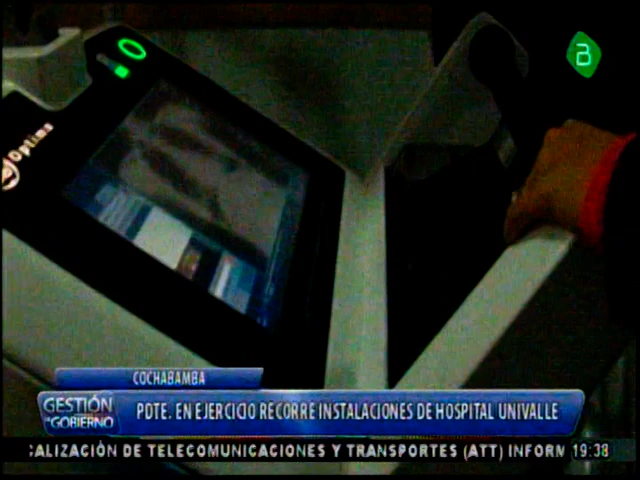 Optima
COCHABAMBA
GESTIÓN
DE GOBIERNO
PDTE. EN EJERCICIO RECORRE INSTALACIONES DE HOSPITAL UNIVALLE
ALIZACIÓN DE TELECOMUNICACIONES Y TRANSPORTES (ATT) INFORM 19:38